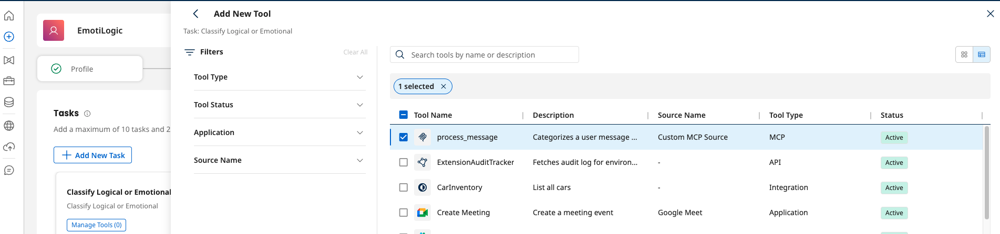 EmotiLogic
Profile
Tasks
Add a maximum of 10 tasks and 2
Add New Task
Classify Logical or Emotional
Classify Logical or Emotional
Manage Tools (0)
Add New Tool
Task: Classify Logical or Emotional
Filters
Clear All
Tool Type
Tool Status
Application
Source Name
Search tools by name or description
1 selected
Tool Name Description Source Name Tool Type Status
process_message Categorizes a user message ... Custom MCP Source MCP Active
ExtensionAuditTracker Fetches audit log for environ... - API Active
CarInventory List all cars - Integration Active
Create Meeting Create a meeting event Google Meet Application Active